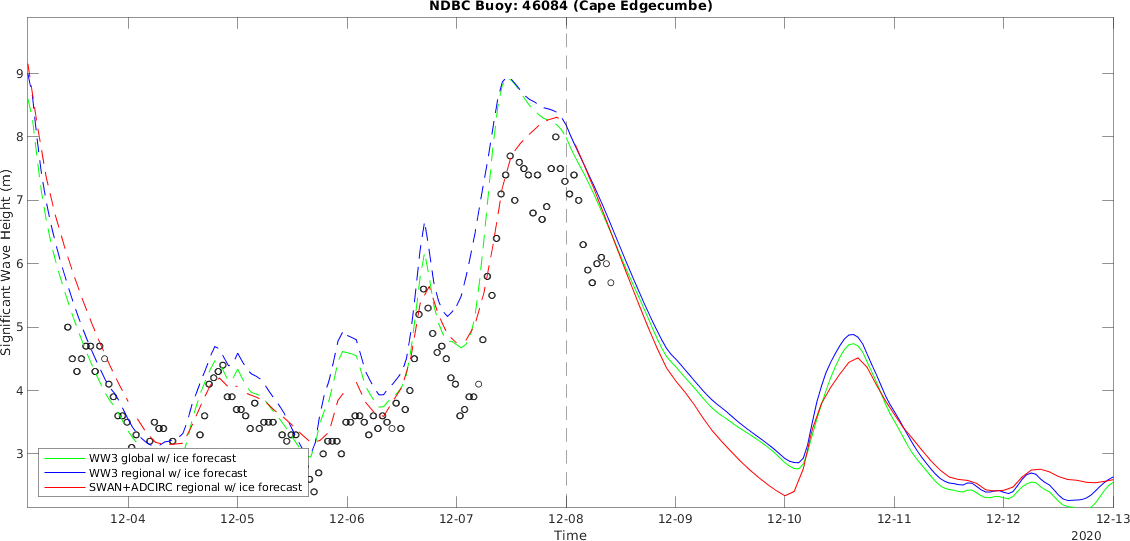 NDBC Buoy: 46084 (Cape Edgecumbe)
Significant Wave Height (m)
9
8
7
6
5
4
3
WW3 global w/ ice forecast
WW3 regional w/ ice forecast
SWAN+ADCIRC regional w/ ice forecast
12-04 12-05 12-06 12-07 12-08 12-09 12-10 12-11 12-12 12-13
Time
2020